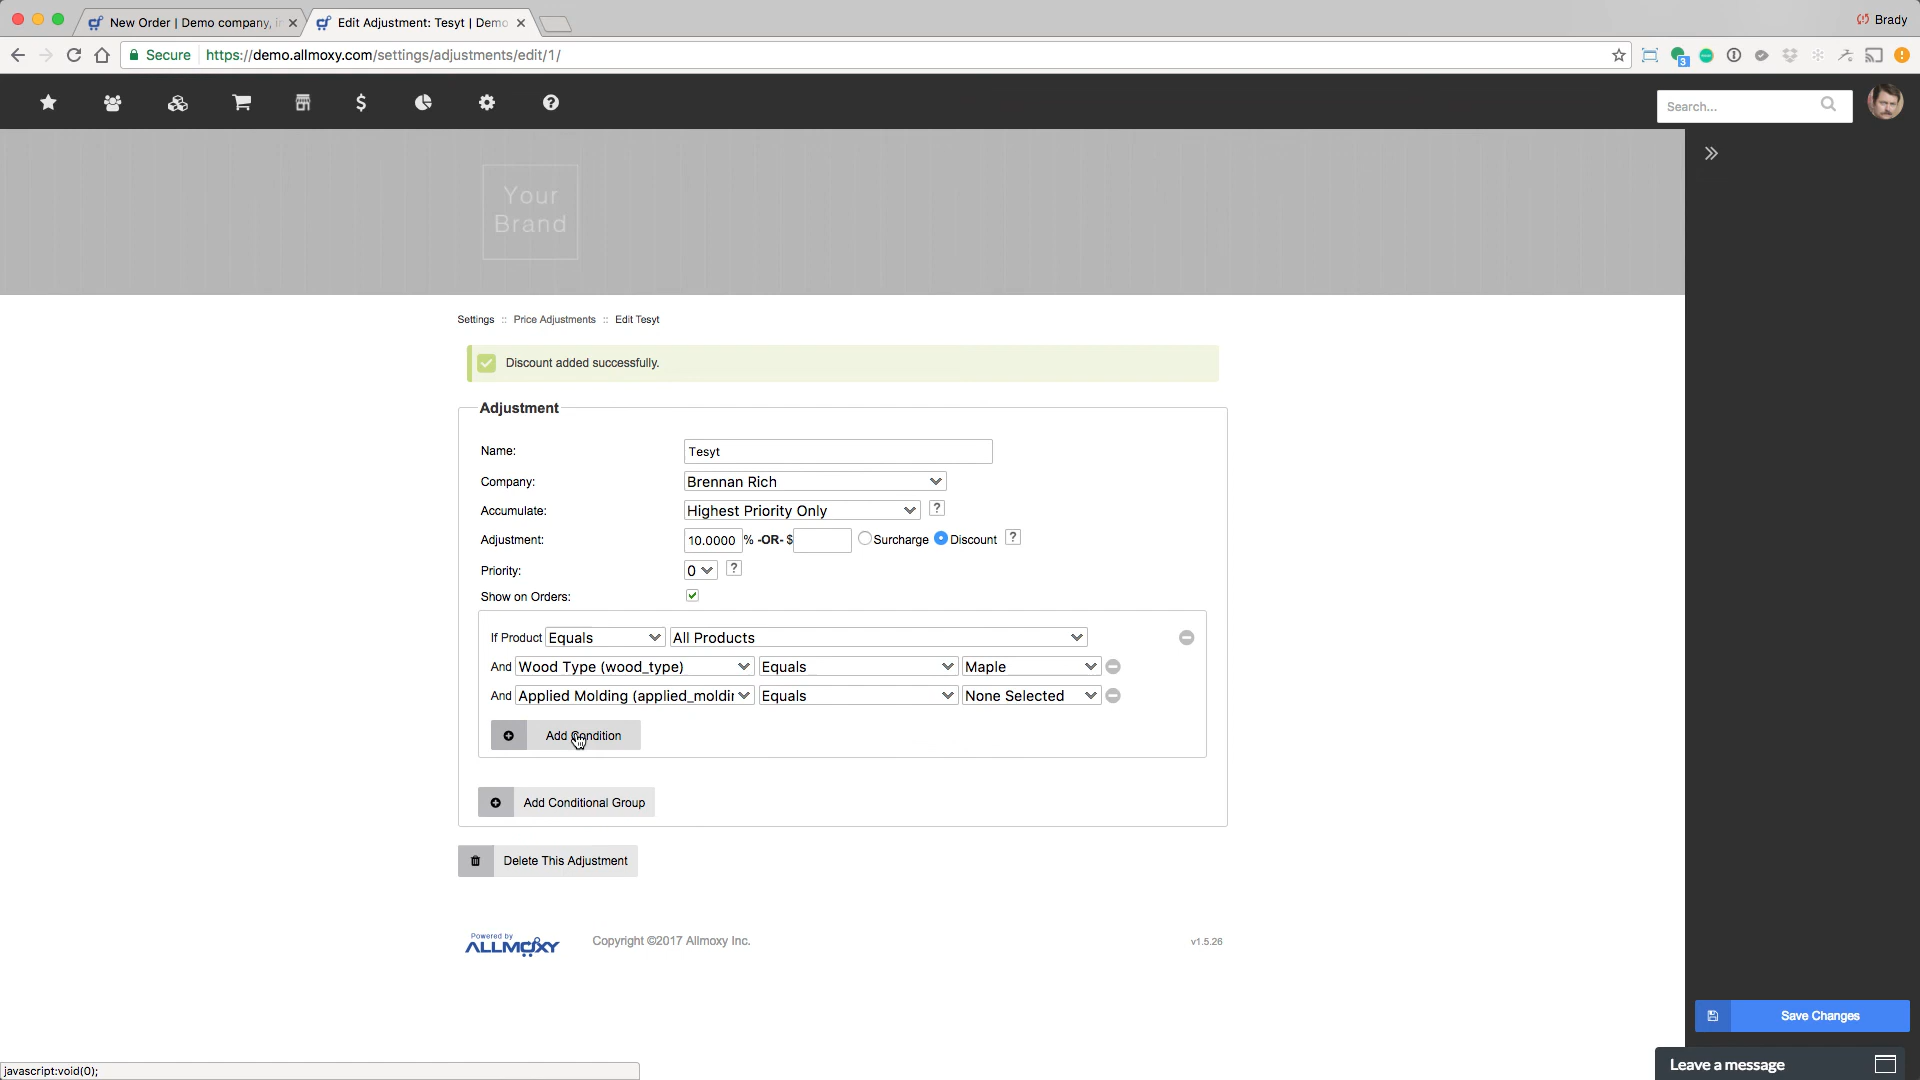 New Order | Demo company, i
Edit Adjustment: Tesyt | Demo
Brady
Secure
https://demo.allmoxy.com/settings/adjustments/edit/1/
3
Search...
Your
Brand
Settings :: Price Adjustments :: Edit Tesyt
Discount added successfully.
Adjustment
Name: Tesyt
Company: Brennan Rich
Accumulate: Highest Priority Only ?
Adjustment: 10.0000 % -OR- $ Surcharge Discount ?
Priority: 0 ?
Show on Orders:
If Product Equals All Products
And Wood Type (wood_type) Equals Maple
And Applied Molding (applied_moldin Equals None Selected
Add Condition
Add Conditional Group
Delete This Adjustment
Powered by
ALLMOXY
Copyright ©2017 Allmoxy Inc.
v1.5.26
Save Changes
Leave a message
javascript:void(0);